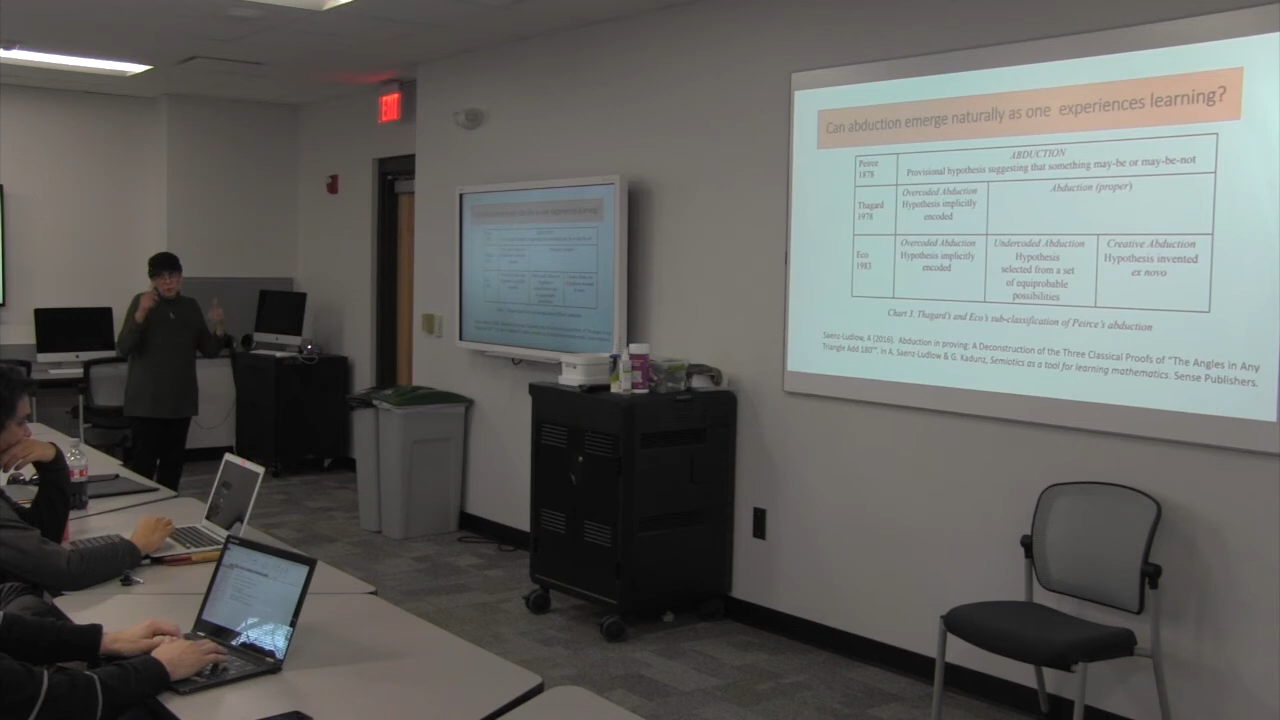 EXIT
Can abduction emerge naturally as one experiences learning?
Peirce
1878
ABDUCTION
Provisional hypothesis suggesting that something may-be or may-be-not
Thagard
1978
Overcoded Abduction
Hypothesis implicitly
encoded
Abduction (proper)
Eco
1983
Overcoded Abduction
Hypothesis implicitly
encoded
Undercoded Abduction
Hypothesis
selected from a set
of equiprobable
possibilities
Creative Abduction
Hypothesis invented
ex novo
Chart 3. Thagard's and Eco's sub-classification of Peirce's abduction
Saenz-Ludlow, A (2016). Abduction in proving: A Deconstruction of the Three Classical Proofs of "The Angles in Any
Triangle Add 180°". In A. Saenz-Ludlow & G. Kadunz, Semiotics as a tool for learning mathematics. Sense Publishers.